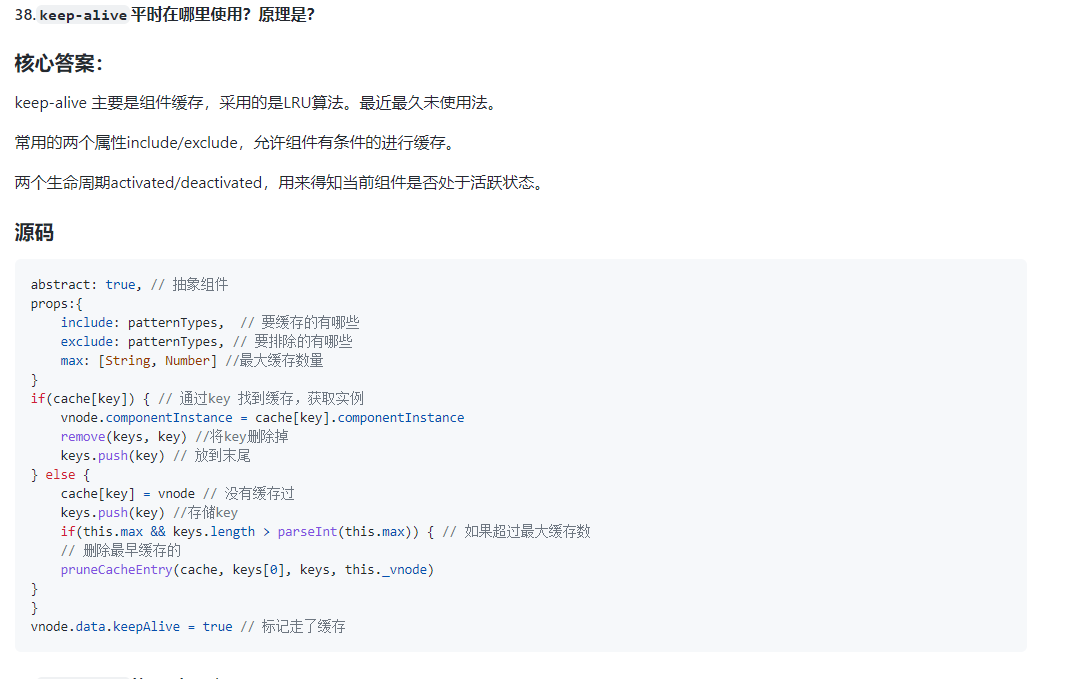 38.keep-alive平时在哪里使用？原理是？
核心答案：
keep-alive 主要是组件缓存，采用的是LRU算法。最近最久未使用法。
常用的两个属性include/exclude，允许组件有条件的进行缓存。
两个生命周期activated/deactivated，用来得知当前组件是否处于活跃状态。
源码
abstract: true, // 抽象组件
props:{
    include: patternTypes,  // 要缓存的有哪些
    exclude: patternTypes, // 要排除的有哪些
    max: [String, Number] //最大缓存数量
}
if(cache[key]) { // 通过key 找到缓存，获取实例
    vnode.componentInstance = cache[key].componentInstance
    remove(keys, key) //将key删除掉
    keys.push(key) // 放到末尾
} else {
    cache[key] = vnode // 没有缓存过
    keys.push(key) //存储key
    if(this.max && keys.length > parseInt(this.max)) { // 如果超过最大缓存数
    // 删除最早缓存的
    pruneCacheEntry(cache, keys[0], keys, this._vnode)
}
}
vnode.data.keepAlive = true // 标记走了缓存